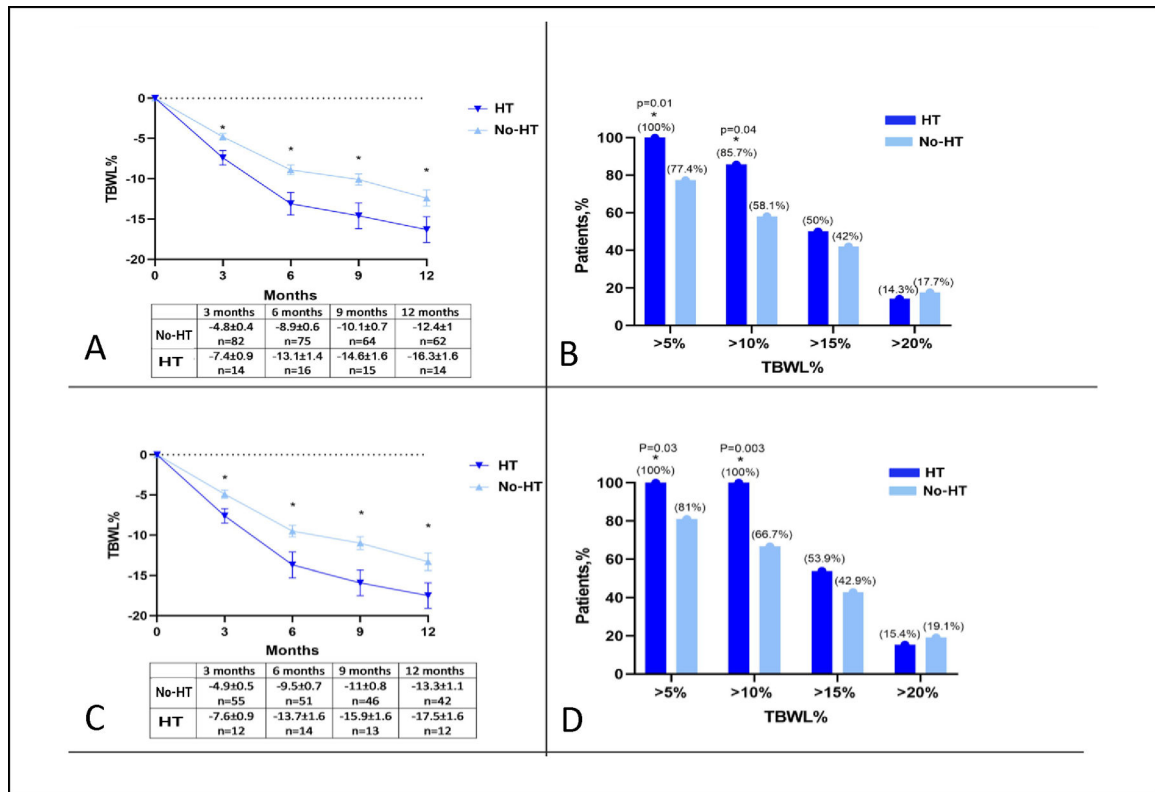 0
-5
-10
-15
-20
TBWL%
*
*
*
*
HT
No-HT
0 3 6 9 12
Months
3 months 6 months 9 months 12 months
No-HT -4.8±0.4 -8.9±0.6 -10.1±0.7 -12.4±1
n=82 n=75 n=64 n=62
HT -7.4±0.9 -13.1±1.4 -14.6±1.6 -16.3±1.6
n=14 n=16 n=15 n=14
A
p=0.01
*
(100%)
p=0.04
*
(85.7%)
(77.4%)
(58.1%)
(50%)
(42%)
(14.3%)
(17.7%)
HT
No-HT
100
80
60
40
20
0
Patients,%
>5% >10% >15% >20%
TBWL%
B
0
-5
-10
-15
-20
TBWL%
*
*
*
*
HT
No-HT
0 3 6 9 12
Months
3 months 6 months 9 months 12 months
No-HT -4.9±0.5 -9.5±0.7 -11±0.8 -13.3±1.1
n=55 n=51 n=46 n=42
HT -7.6±0.9 -13.7±1.6 -15.9±1.6 -17.5±1.6
n=12 n=14 n=13 n=12
C
P=0.03
*
(100%)
P=0.003
*
(100%)
(81%)
(66.7%)
(53.9%)
(42.9%)
(15.4%)
(19.1%)
HT
No-HT
100
80
60
40
20
0
Patients,%
>5% >10% >15% >20%
TBWL%
D